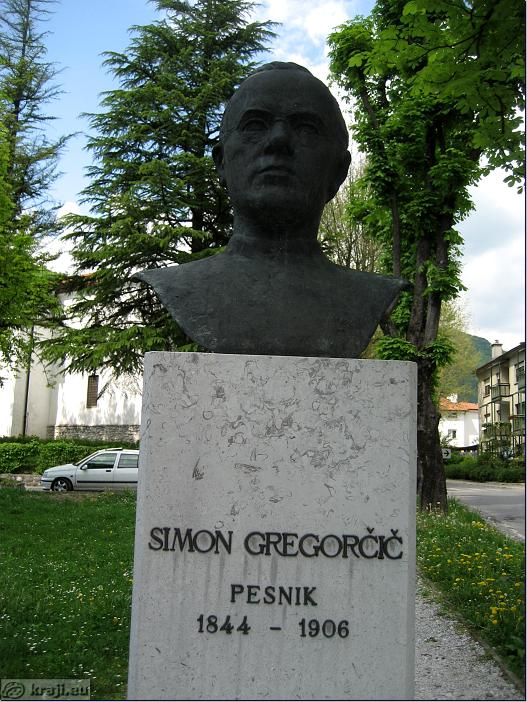 SIMON GREGORČIČ
PESNIK
1844 – 1906
kraji.eu